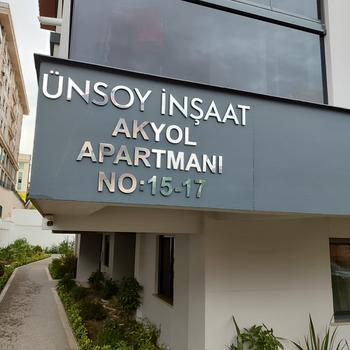 ÜNSOY İNŞAAT
AKYOL
APARTMANI
NO:15-17